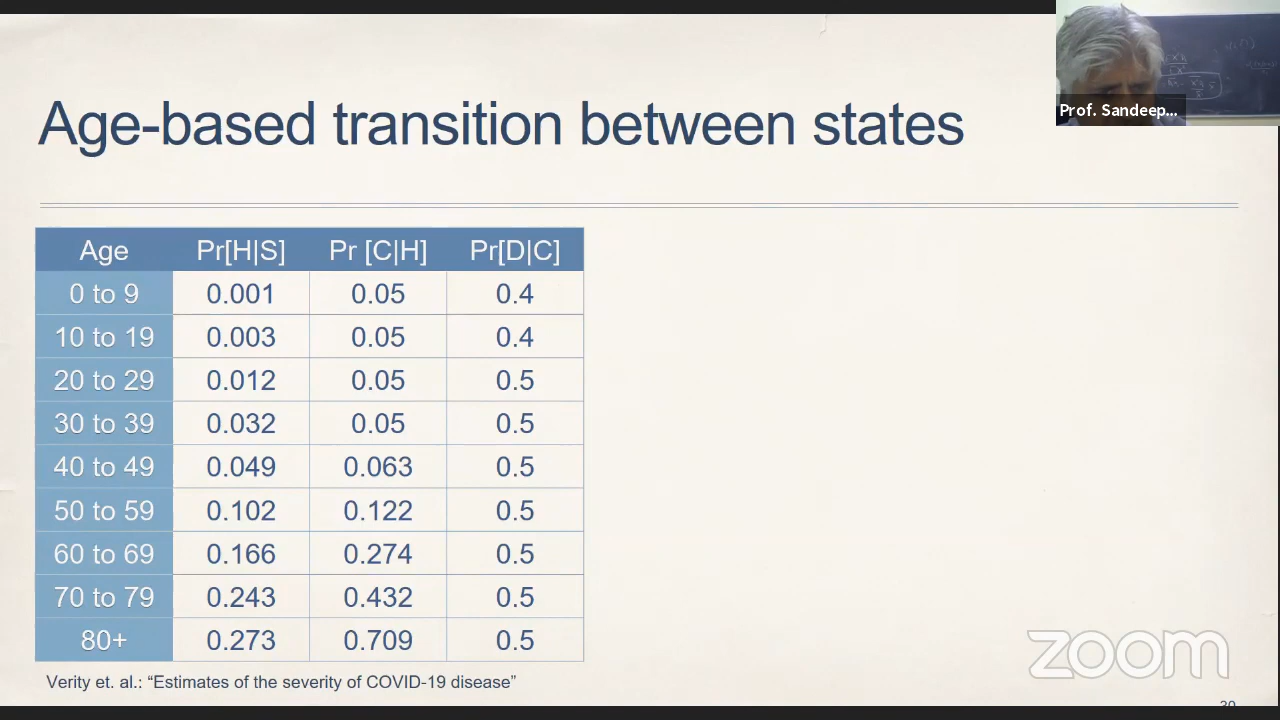 Prof. Sandeep...
Age-based transition between states
Age Pr[H|S] Pr [C|H] Pr[D|C]
0 to 9 0.001 0.05 0.4
10 to 19 0.003 0.05 0.4
20 to 29 0.012 0.05 0.5
30 to 39 0.032 0.05 0.5
40 to 49 0.049 0.063 0.5
50 to 59 0.102 0.122 0.5
60 to 69 0.166 0.274 0.5
70 to 79 0.243 0.432 0.5
80+ 0.273 0.709 0.5
Verity et. al.: “Estimates of the severity of COVID-19 disease”
zoom